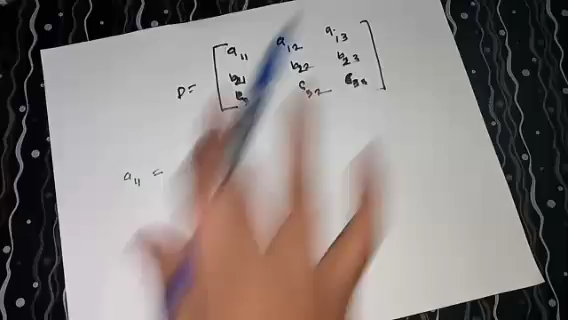 a11 a12 a13
D = b21 b22 b23
c32 c33
a11 =